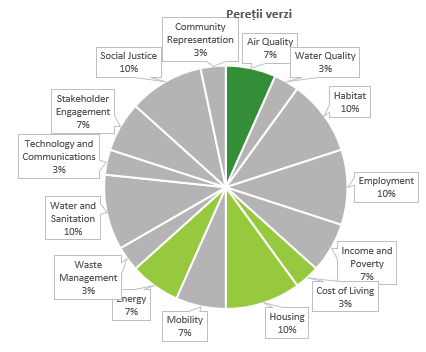 Pereții verzi
Air Quality
7%
Water Quality
3%
Habitat
10%
Employment
10%
Income and
Poverty
7%
Cost of Living
3%
Housing
10%
Mobility
7%
Energy
7%
Waste
Management
3%
Water and
Sanitation
10%
Technology and
Communications
3%
Stakeholder
Engagement
7%
Social Justice
10%
Community
Representation
3%